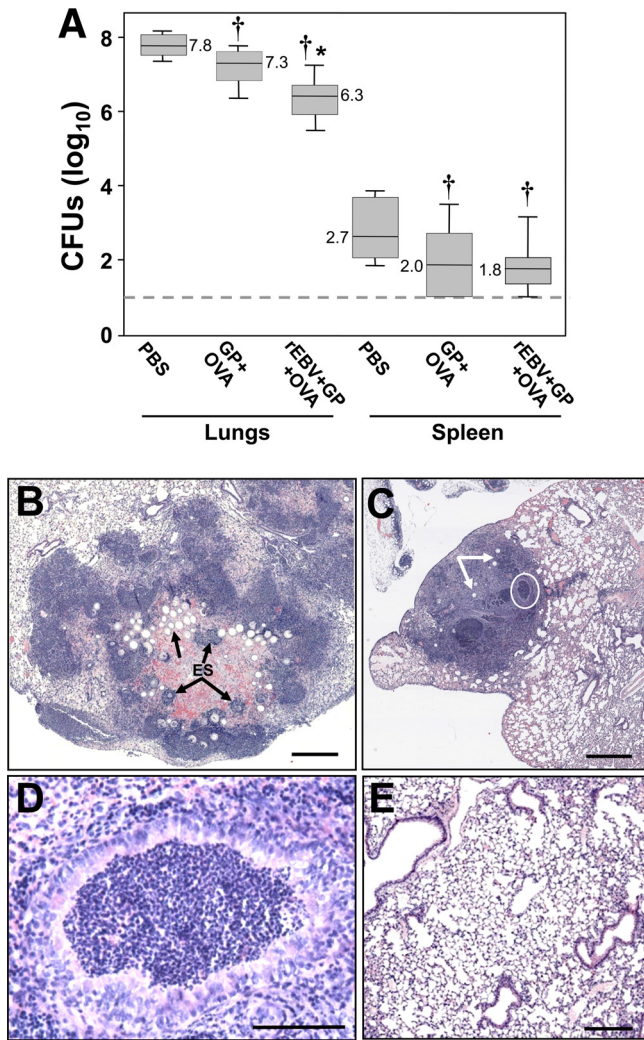 A
CFUs (log10)
8
6
4
2
0
7.8
†
7.3
† *
6.3
2.7
†
2.0
†
1.8
PBS
GP+
OVA
rEBV+GP
+OVA
PBS
GP+
OVA
rEBV+GP
+OVA
Lungs
Spleen
B
ES
C
D
E